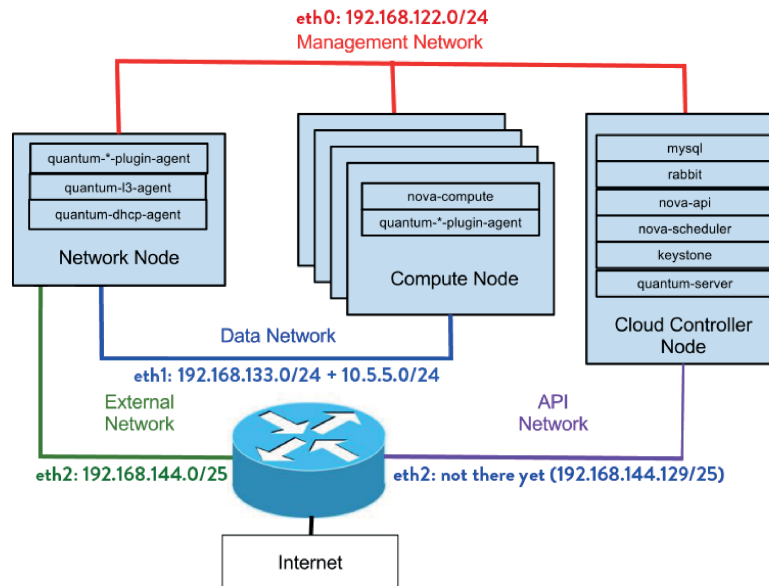 eth0: 192.168.122.0/24
Management Network
quantum-*-plugin-agent
quantum-l3-agent
quantum-dhcp-agent
Network Node
nova-compute
quantum-*-plugin-agent
Compute Node
mysql
rabbit
nova-api
nova-scheduler
keystone
quantum-server
Cloud Controller
Node
Data Network
eth1: 192.168.133.0/24 + 10.5.5.0/24
External
Network
API
Network
eth2: 192.168.144.0/25
eth2: not there yet (192.168.144.129/25)
Internet